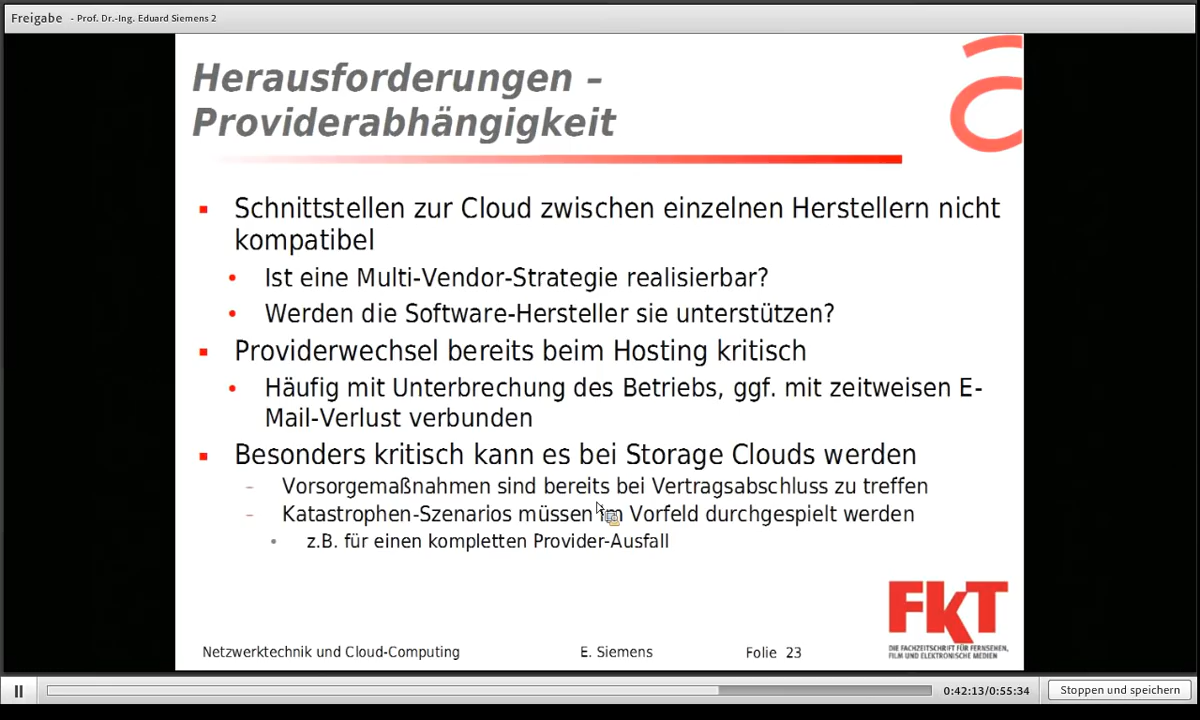 Freigabe - Prof. Dr.-Ing. Eduard Siemens 2
Herausforderungen –
Providerabhängigkeit
Schnittstellen zur Cloud zwischen einzelnen Herstellern nicht
kompatibel
Ist eine Multi-Vendor-Strategie realisierbar?
Werden die Software-Hersteller sie unterstützen?
Providerwechsel bereits beim Hosting kritisch
Häufig mit Unterbrechung des Betriebs, ggf. mit zeitweisen E-
Mail-Verlust verbunden
Besonders kritisch kann es bei Storage Clouds werden
– Vorsorgemaßnahmen sind bereits bei Vertragsabschluss zu treffen
– Katastrophen-Szenarios müssen im Vorfeld durchgespielt werden
z.B. für einen kompletten Provider-Ausfall
FKT
DIE FACHZEITSCHRIFT FÜR FERNSEHEN,
FILM UND ELEKTRONISCHE MEDIEN
Netzwerktechnik und Cloud-Computing E. Siemens Folie 23
0:42:13/0:55:34 Stoppen und speichern